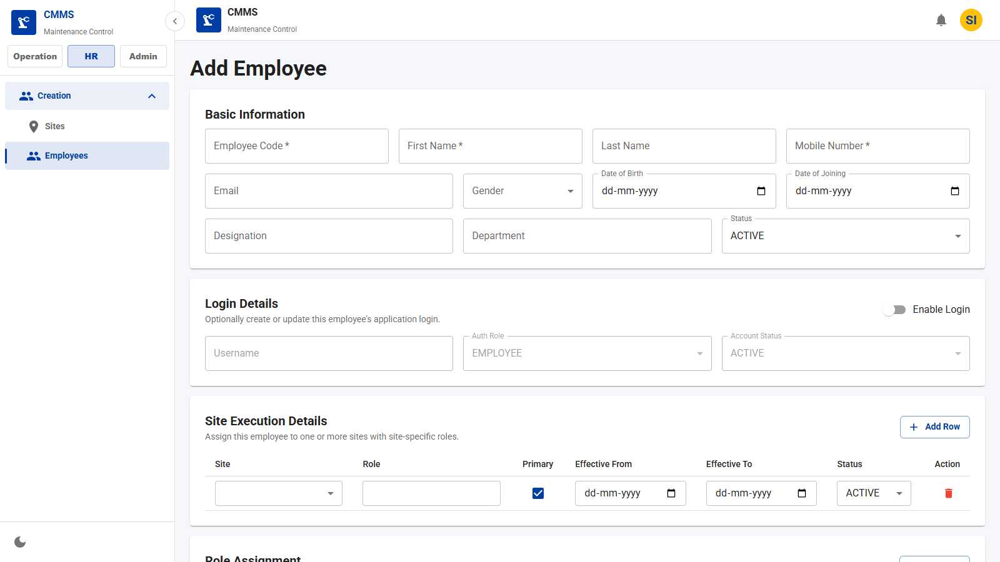 CMMS
Maintenance Control
Operation
HR
Admin
Creation
Sites
Employees
CMMS
Maintenance Control
SI
Add Employee
Basic Information
Employee Code *
First Name *
Last Name
Mobile Number *
Email
Gender
Date of Birth
dd-mm-yyyy
Date of Joining
dd-mm-yyyy
Designation
Department
Status
ACTIVE
Login Details
Optionally create or update this employee's application login.
Enable Login
Username
Auth Role
EMPLOYEE
Account Status
ACTIVE
Site Execution Details
Assign this employee to one or more sites with site-specific roles.
Add Row
Site
Role
Primary
Effective From
Effective To
Status
Action
dd-mm-yyyy
dd-mm-yyyy
ACTIVE
Role Assignment